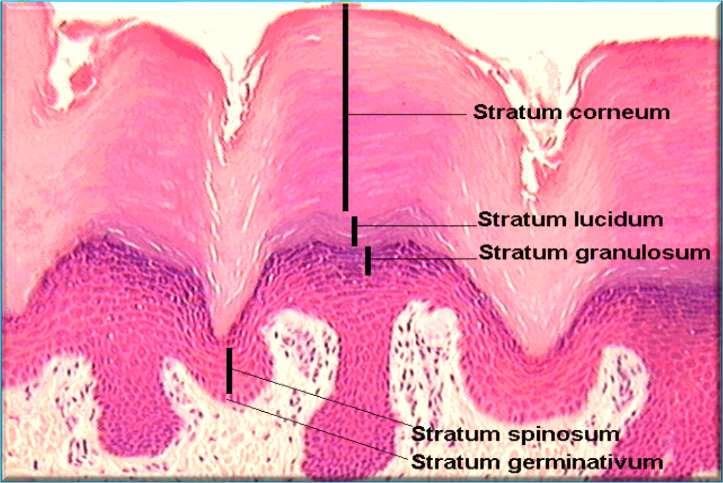 Stratum corneum
Stratum lucidum
Stratum granulosum
Stratum spinosum
Stratum germinativum